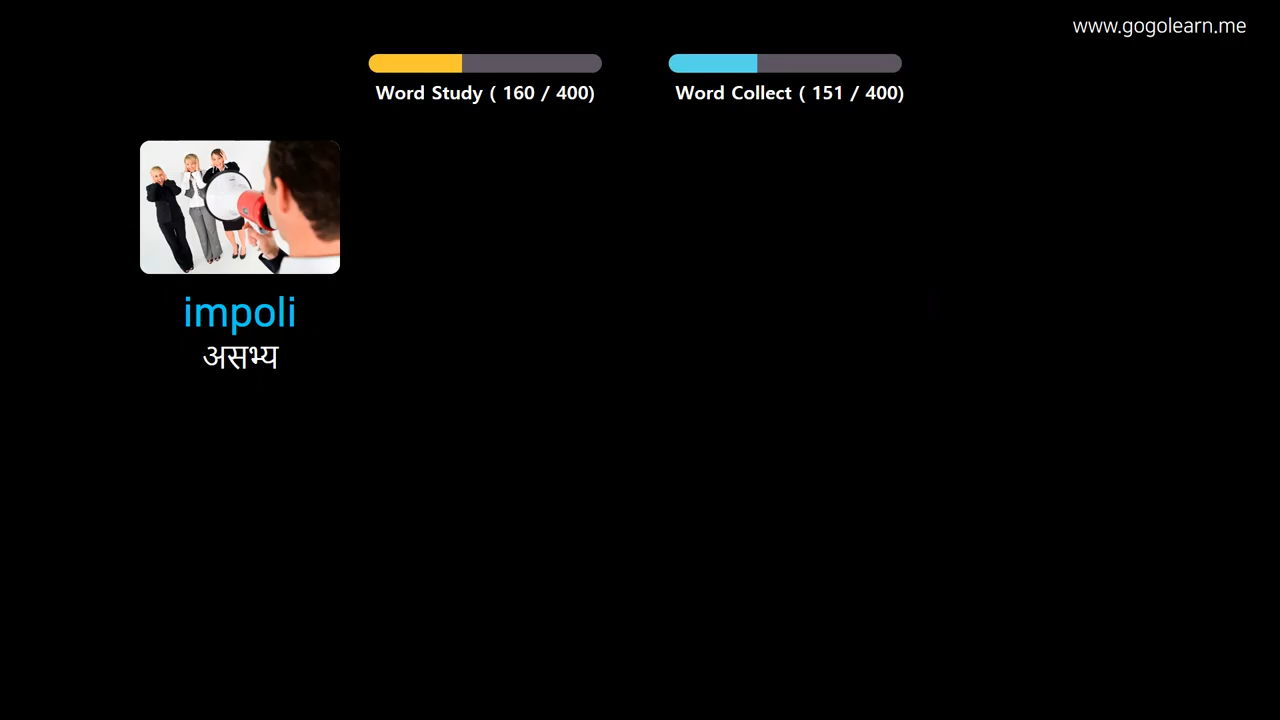 www.gogolearn.me
Word Study ( 160 / 400)
Word Collect ( 151 / 400)
impoli
असभ्य